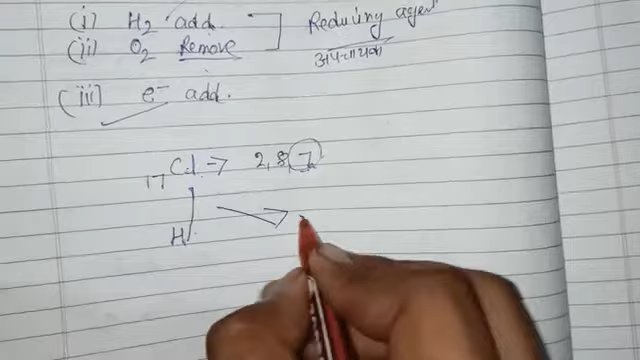 (i) H₂ add.
(ii) O₂ Remove
Reducing agent
अपचायक
(iii) e⁻ add.
₁₇Cl → 2,8,7
H →